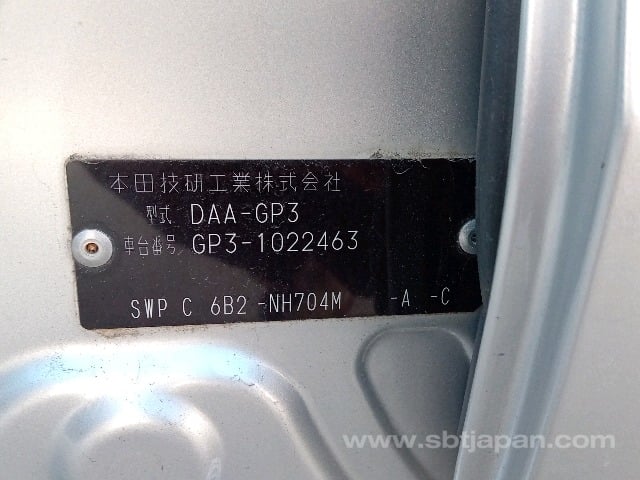 本田技研工業株式会社
型式 DAA-GP3
車台番号 GP3-1022463
SWP C 6B2 -NH704M -A -C
www.sbtjapan.com